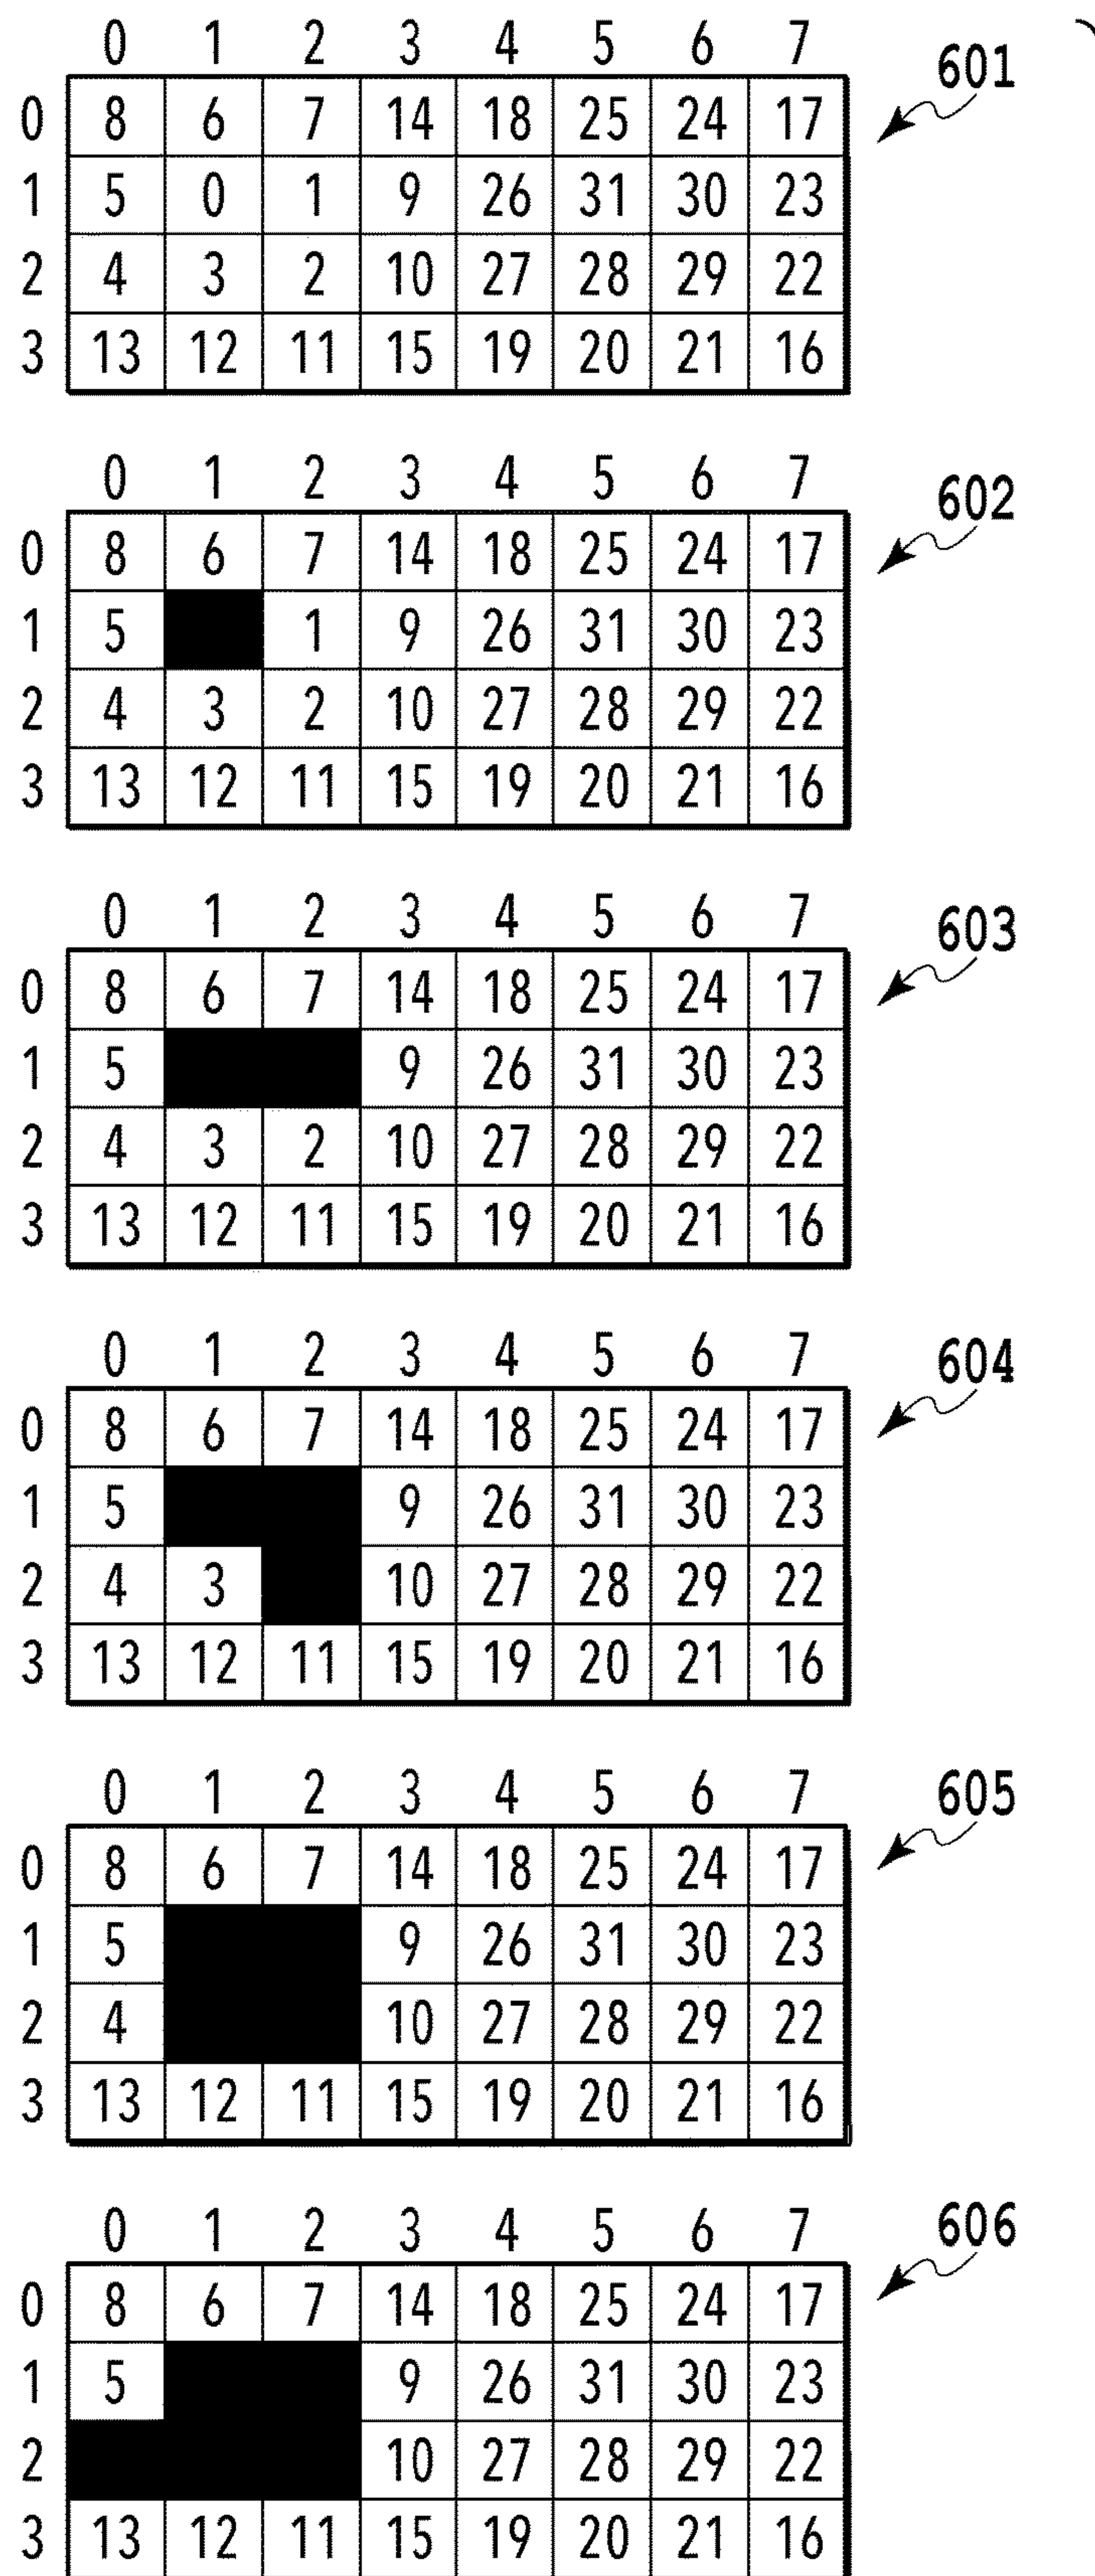 0 1 2 3 4 5 6 7
601
0 8 6 7 14 18 25 24 17
1 5 0 1 9 26 31 30 23
2 4 3 2 10 27 28 29 22
3 13 12 11 15 19 20 21 16
0 1 2 3 4 5 6 7
602
0 8 6 7 14 18 25 24 17
1 5 1 9 26 31 30 23
2 4 3 2 10 27 28 29 22
3 13 12 11 15 19 20 21 16
0 1 2 3 4 5 6 7
603
0 8 6 7 14 18 25 24 17
1 5 9 26 31 30 23
2 4 3 2 10 27 28 29 22
3 13 12 11 15 19 20 21 16
0 1 2 3 4 5 6 7
604
0 8 6 7 14 18 25 24 17
1 5 9 26 31 30 23
2 4 3 10 27 28 29 22
3 13 12 11 15 19 20 21 16
0 1 2 3 4 5 6 7
605
0 8 6 7 14 18 25 24 17
1 5 9 26 31 30 23
2 4 10 27 28 29 22
3 13 12 11 15 19 20 21 16
0 1 2 3 4 5 6 7
606
0 8 6 7 14 18 25 24 17
1 5 9 26 31 30 23
2 10 27 28 29 22
3 13 12 11 15 19 20 21 16